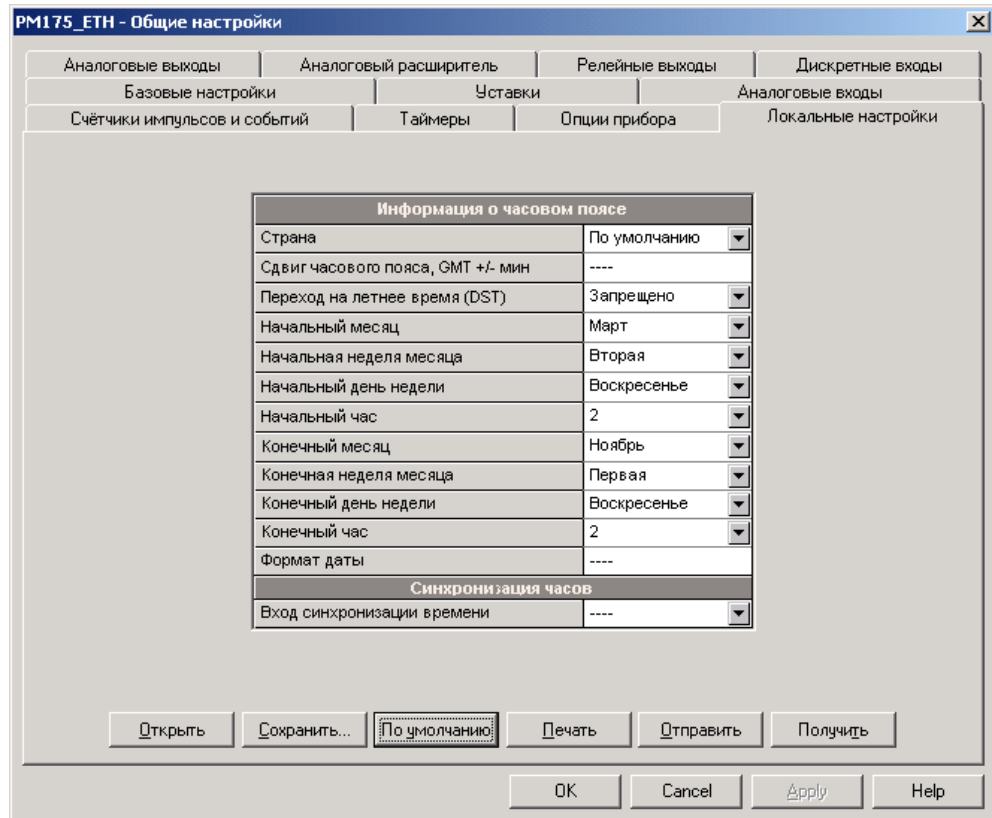 PM175_ETH - Общие настройки
Аналоговые выходы Аналоговый расширитель Релейные выходы Дискретные входы
Базовые настройки Уставки Аналоговые входы
Счётчики импульсов и событий Таймеры Опции прибора Локальные настройки
Информация о часовом поясе
Страна По умолчанию
Сдвиг часового пояса, GMT +/- мин ----
Переход на летнее время (DST) Запрещено
Начальный месяц Март
Начальная неделя месяца Вторая
Начальный день недели Воскресенье
Начальный час 2
Конечный месяц Ноябрь
Конечная неделя месяца Первая
Конечный день недели Воскресенье
Конечный час 2
Формат даты ----
Синхронизация часов
Вход синхронизации времени ----
Открыть Сохранить... По умолчанию Печать Отправить Получить
OK Cancel Apply Help